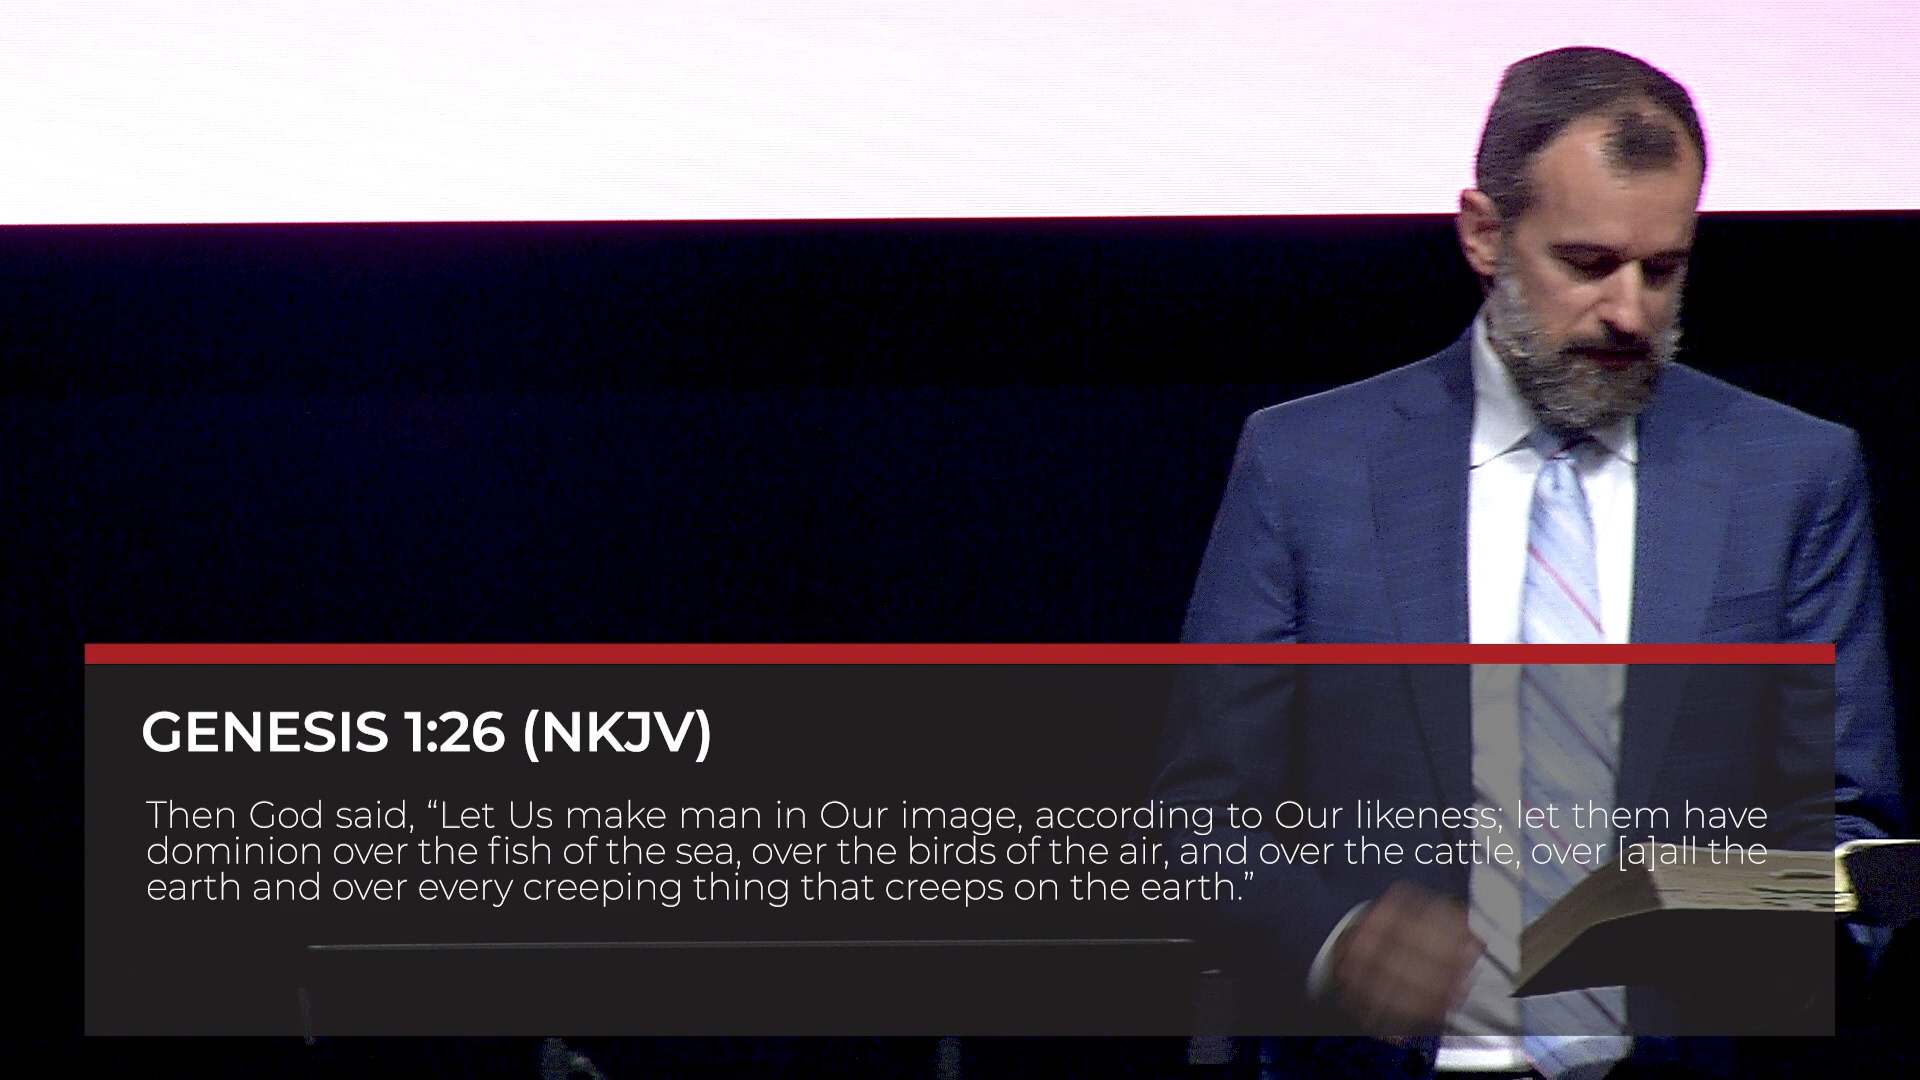 GENESIS 1:26 (NKJV)
Then God said, “Let Us make man in Our image, according to Our likeness; let them have
dominion over the fish of the sea, over the birds of the air, and over the cattle, over [a]all the
earth and over every creeping thing that creeps on the earth.”